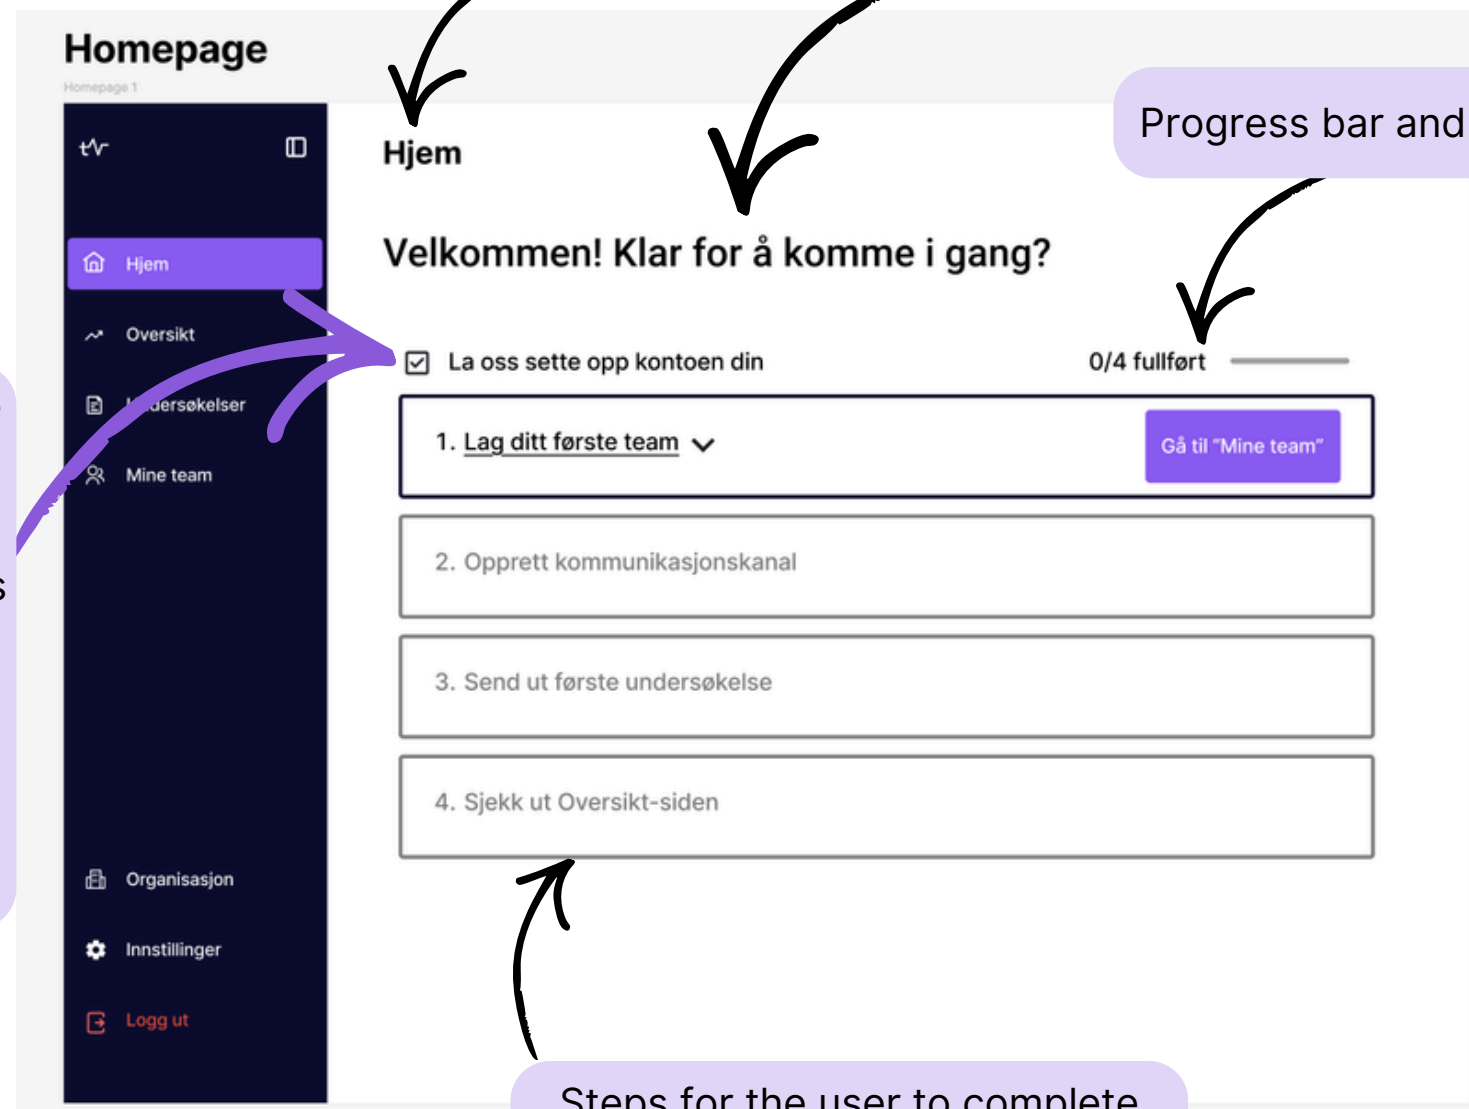 Homepage
Homepage 1
Progress bar and
Hjem
Velkommen! Klar for å komme i gang?
Hjem
Oversikt
Undersøkelser
Mine team
La oss sette opp kontoen din
0/4 fullført
1. Lag ditt første team
Gå til "Mine team"
2. Opprett kommunikasjonskanal
3. Send ut første undersøkelse
4. Sjekk ut Oversikt-siden
s
Organisasjon
Innstillinger
Logg ut
Steps for the user to complete